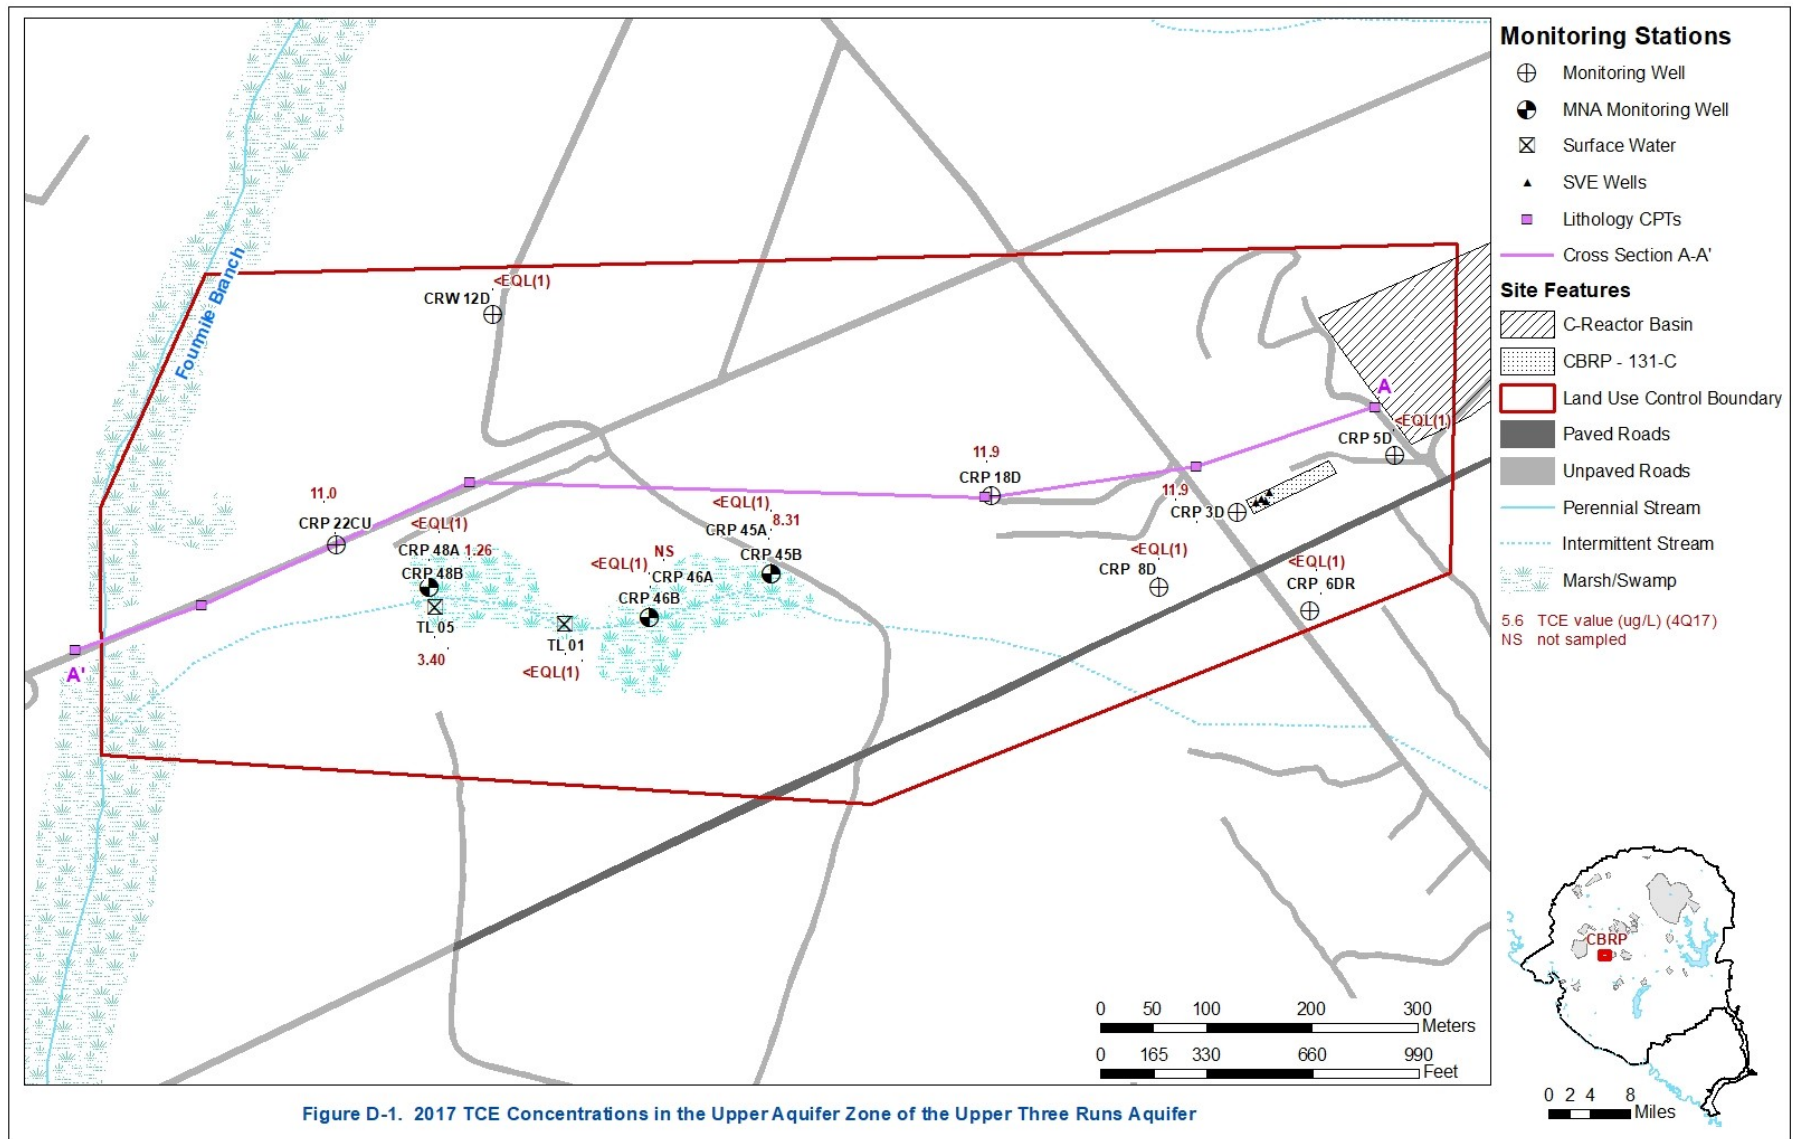 Monitoring Stations
Monitoring Well
MNA Monitoring Well
Surface Water
SVE Wells
Lithology CPTs
Cross Section A-A'
Site Features
C-Reactor Basin
CBRP - 131-C
Land Use Control Boundary
Paved Roads
Unpaved Roads
Perennial Stream
Intermittent Stream
Marsh/Swamp
5.6 TCE value (ug/L) (4Q17)
NS not sampled
Fourmile Branch
<EQL(1)
CRW 12D
A
<EQL(1)
CRP 5D
11.9
CRP 18D
11.9
CRP 3D
11.0
CRP 22CU
<EQL(1)
CRP 48A
1.26
CRP 48B
TL 05
3.40
<EQL(1)
CRP 45A
8.31
CRP 45B
NS
<EQL(1)
CRP 46A
CRP 46B
TL 01
<EQL(1)
<EQL(1)
CRP 8D
<EQL(1)
CRP 6DR
A'
0 50 100 200 300
Meters
0 165 330 660 990
Feet
CBRP
0 2 4 8
Miles
Figure D-1. 2017 TCE Concentrations in the Upper Aquifer Zone of the Upper Three Runs Aquifer